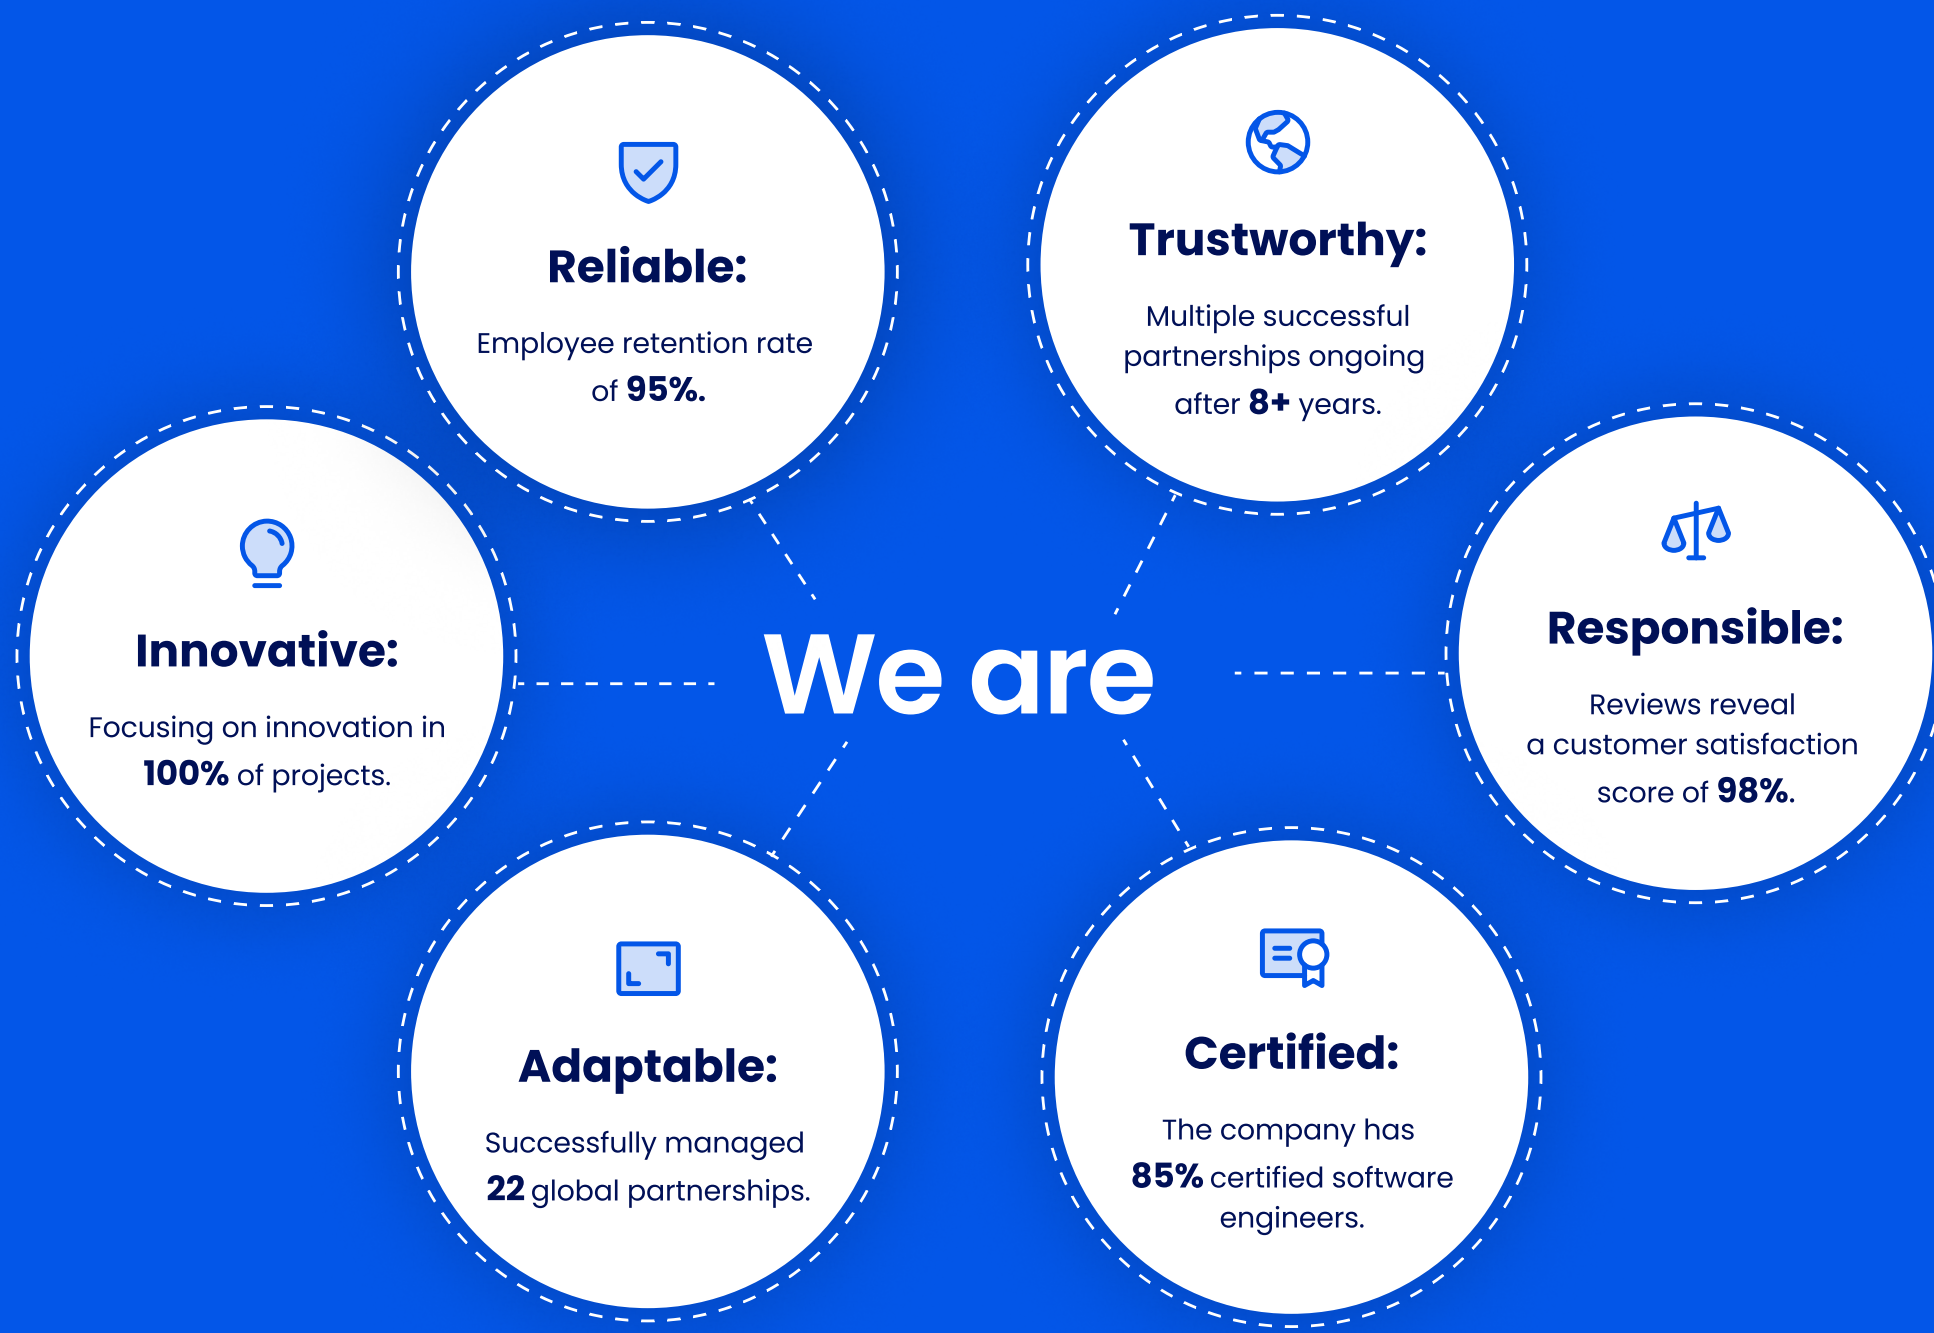 Reliable:
Employee retention rate
of 95%.
Trustworthy:
Multiple successful
partnerships ongoing
after 8+ years.
Innovative:
Focusing on innovation in
100% of projects.
We are
Responsible:
Reviews reveal
a customer satisfaction
score of 98%.
Adaptable:
Successfully managed
22 global partnerships.
Certified:
The company has
85% certified software
engineers.